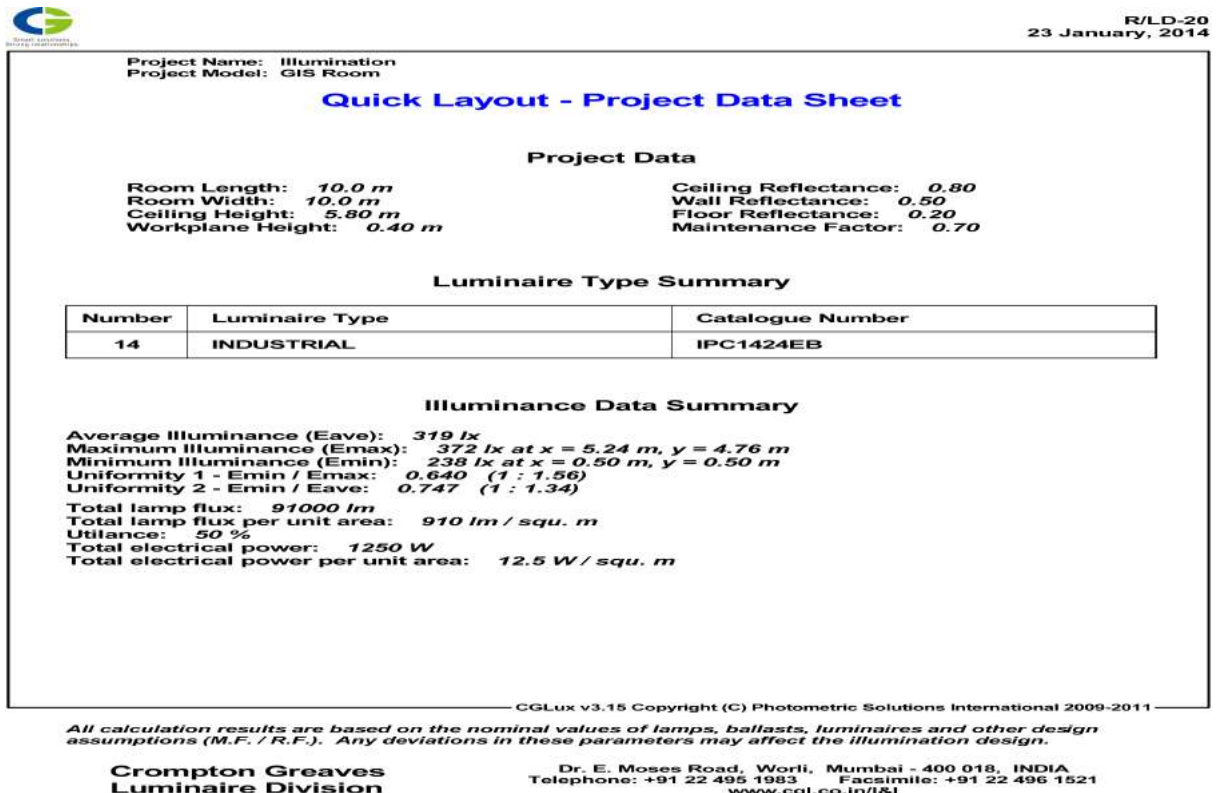 Great solutions.
Strong relationships.
R/LD-20
23 January, 2014
Project Name: Illumination
Project Model: GIS Room
Quick Layout - Project Data Sheet
Project Data
Room Length: 10.0 m
Room Width: 10.0 m
Ceiling Height: 5.80 m
Workplane Height: 0.40 m
Ceiling Reflectance: 0.80
Wall Reflectance: 0.50
Floor Reflectance: 0.20
Maintenance Factor: 0.70
Luminaire Type Summary
Number Luminaire Type Catalogue Number
14 INDUSTRIAL IPC1424EB
Illuminance Data Summary
Average Illuminance (Eave): 319 lx
Maximum Illuminance (Emax): 372 lx at x = 5.24 m, y = 4.76 m
Minimum Illuminance (Emin): 238 lx at x = 0.50 m, y = 0.50 m
Uniformity 1 - Emin / Emax: 0.640 (1 : 1.56)
Uniformity 2 - Emin / Eave: 0.747 (1 : 1.34)
Total lamp flux: 91000 lm
Total lamp flux per unit area: 910 lm / squ. m
Utilance: 50 %
Total electrical power: 1250 W
Total electrical power per unit area: 12.5 W / squ. m
CGLux v3.15 Copyright (C) Photometric Solutions International 2009-2011
All calculation results are based on the nominal values of lamps, ballasts, luminaires and other design
assumptions (M.F. / R.F.). Any deviations in these parameters may affect the illumination design.
Crompton Greaves
Luminaire Division
Dr. E. Moses Road, Worli, Mumbai - 400 018, INDIA
Telephone: +91 22 495 1983 Facsimile: +91 22 496 1521
www.cgl.co.in/l&l